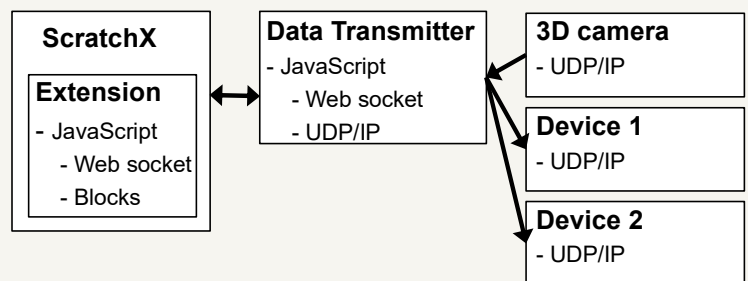 ScratchX
Extension
- JavaScript
- Web socket
- Blocks
Data Transmitter
- JavaScript
- Web socket
- UDP/IP
3D camera
- UDP/IP
Device 1
- UDP/IP
Device 2
- UDP/IP